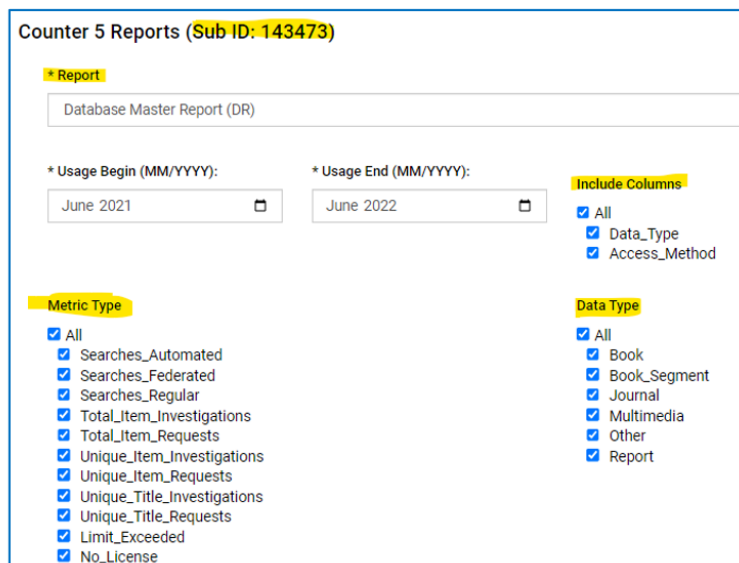 Counter 5 Reports (Sub ID: 143473)
* Report
Database Master Report (DR)
* Usage Begin (MM/YYYY):
* Usage End (MM/YYYY):
June 2021
June 2022
Include Columns
All
Data_Type
Access_Method
Metric Type
All
Searches_Automated
Searches_Federated
Searches_Regular
Total_Item_Investigations
Total_Item_Requests
Unique_Item_Investigations
Unique_Item_Requests
Unique_Title_Investigations
Unique_Title_Requests
Limit_Exceeded
No_License
Data Type
All
Book
Book_Segment
Journal
Multimedia
Other
Report